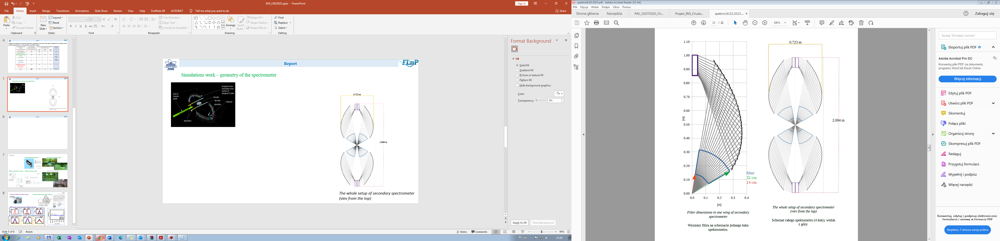 BJN_15032023.pptx - PowerPoint
Sign in
File Home Insert Design Transitions Animations Slide Show Review View Help EndNote X9 ACROBAT Tell me what you want to do
Share
Paste
Cut
Copy
Format Painter
Clipboard
New
Slide
Layout
Reset
Section
Slides
16
Font
Text Direction
Align Text
Convert to SmartArt
Paragraph
Arrange
Quick
Styles
Shape Fill
Shape Outline
Shape Effects
Drawing
Find
Replace
Select
Editing
4
5
6
7
8
Report
JINR
FLnP
Simulations work – geometry of the spectrometer
Analysers from
horizontal cross
section of
designed 2 bells
End of
neutron
guide
Sample
Be filter
absorber
Detector
absorbers
0.723 m
2.004 m
The whole setup of secondary spectrometer
(viev from the top)
Format Background
Fill
Solid fill
Gradient fill
Picture or texture fill
Pattern fill
Hide background graphics
Color
Transparency
0%
Apply to All
Reset Background
Slide 5 of 8
Polish
Notes
Comments
90%
PL
15:29
spektro16.02.2023.pdf - Adobe Acrobat Reader (32-bit)
Plik Edycja Widok Podpis Okno Pomoc
Strona główna
Narzędzia
PAC_02072020_Ch...
Project_INS_Chudo...
spektro16.02.2023....
Zaloguj się
13 / 22
100%
1.10
1.00
0.90
0.80
0.70
0.60
0.50
0.40
0.30
0.20
0.10
0.00
[m]
0.0 0.1 0.2 0.3 0.4
[m]
filter
32 cm
14 cm
0.723 m
2.004 m
Filter dimensions in one wing of secondary
spectrometer
Wymiary filtra na schemacie jednego łuku
spektrometru.
The whole setup of secondary spectrometer
(viev from the top)
Schemat całego spektometru (4 łuki), widok
z góry
Szukaj 'Zmniejsz rozmiar'
Eksportuj plik PDF
Adobe Acrobat Pro DC
Konwertuj pliki PDF na dokumenty
programu Word lub Excel Online
Więcej informacji
Edytuj plik PDF
Utwórz plik PDF
Skomentuj
Połącz pliki
Organizuj strony
Skompresuj plik PDF
Redaguj
Przygotuj formularz
Wypełnij i podpisz
Więcej narzędzi
Konwertuj, edytuj i podpisuj elektronicznie
formularze i umowy w formacie PDF
Bezpłatna, 7-dniowa wersja próbna